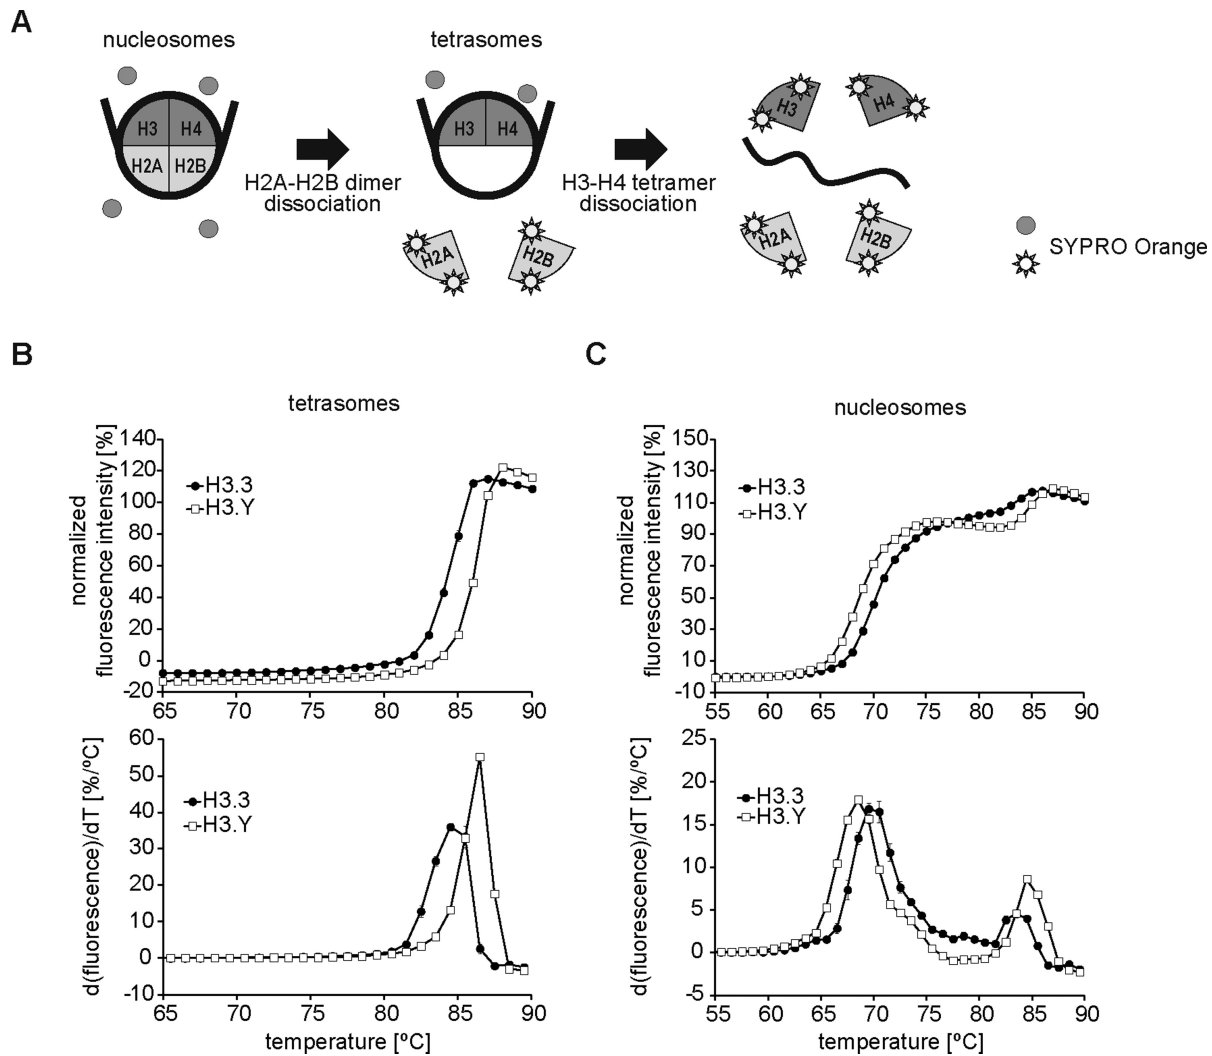 A
nucleosomes
tetrasomes
H3 H4
H2A H2B
H3 H4
H3
H4
H2A-H2B dimer
dissociation
H3-H4 tetramer
dissociation
H2A
H2B
H2A
H2B
SYPRO Orange
B
tetrasomes
normalized
fluorescence intensity [%]
140
120
100
80
60
40
20
0
-20
H3.3
H3.Y
65 70 75 80 85 90
d(fluorescence)/dT [%/ºC]
60
50
40
30
20
10
0
-10
H3.3
H3.Y
65 70 75 80 85 90
temperature [ºC]
C
nucleosomes
normalized
fluorescence intensity [%]
150
130
110
90
70
50
30
10
-10
H3.3
H3.Y
55 60 65 70 75 80 85 90
d(fluorescence)/dT [%/ºC]
25
20
15
10
5
0
-5
H3.3
H3.Y
55 60 65 70 75 80 85 90
temperature [ºC]